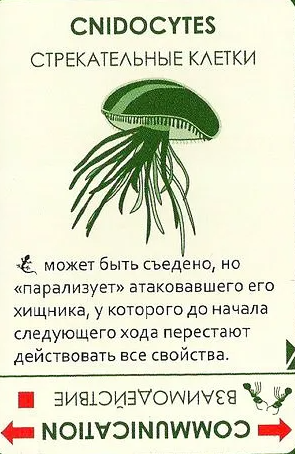 CNIDOCYTES
СТРЕКАТЕЛЬНЫЕ КЛЕТКИ
может быть съедено, но
«парализует» атаковавшего его
хищника, у которого до начала
следующего хода перестают
действовать все свойства.
ВЗАИМОДЕЙСТВИЕ
COMMUNICATION